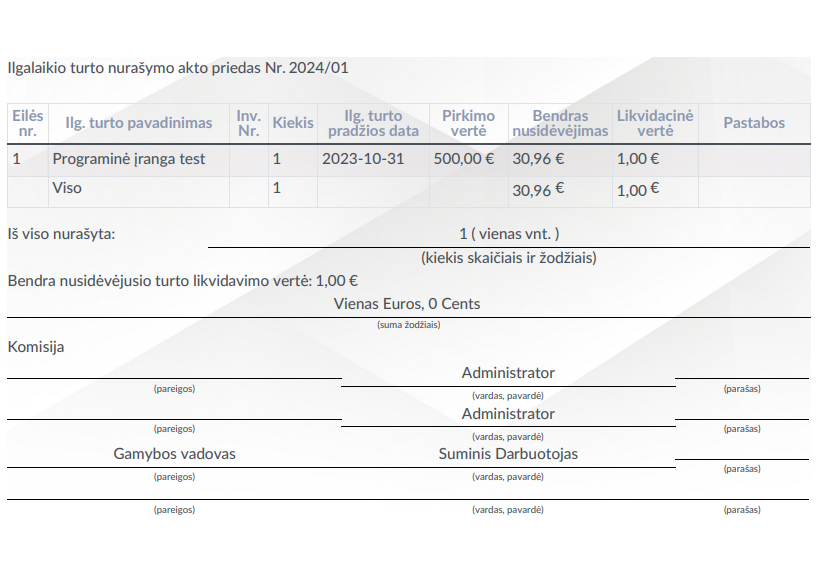 Ilgalaikio turto nurašymo akto priedas Nr. 2024/01
Eilės nr. Ilg. turto pavadinimas Inv. Nr. Kiekis Ilg. turto pradžios data Pirkimo vertė Bendras nusidėvėjimas Likvidacinė vertė Pastabos
1 Programinė įranga test 1 2023-10-31 500,00 € 30,96 € 1,00 €
Viso 1 30,96 € 1,00 €
Iš viso nurašyta: 1 ( vienas vnt. )
(kiekis skaičiais ir žodžiais)
Bendra nusidėvėjusio turto likvidavimo vertė: 1,00 €
Vienas Euros, 0 Cents
(suma žodžiais)
Komisija
Administrator
(pareigos) (vardas, pavardė) (parašas)
Administrator
(pareigos) (vardas, pavardė) (parašas)
Gamybos vadovas Suminis Darbuotojas
(pareigos) (vardas, pavardė) (parašas)
(pareigos) (vardas, pavardė) (parašas)